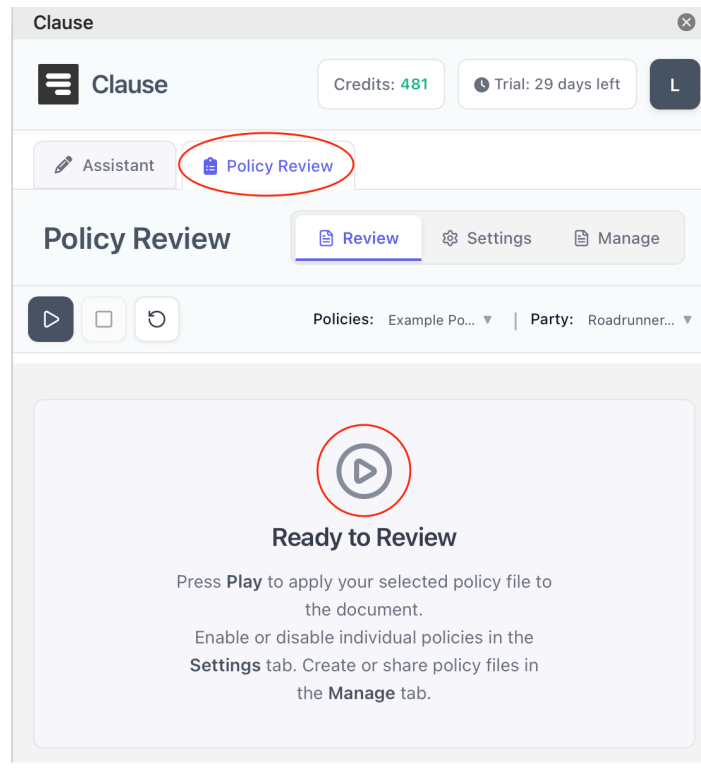 Clause
Clause
Credits: 481
Trial: 29 days left
L
Assistant
Policy Review
Policy Review
Review
Settings
Manage
Policies: Example Po... ▼ | Party: Roadrunner... ▼
Ready to Review
Press Play to apply your selected policy file to
the document.
Enable or disable individual policies in the
Settings tab. Create or share policy files in
the Manage tab.